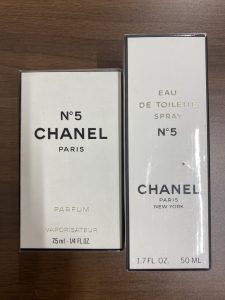 N°5
CHANEL
PARIS
PARFUM
VAPORISATEUR
7.5 ml - 1/4 FL.OZ.
EAU
DE TOILETTE
SPRAY
N°5
CHANEL
PARIS
NEW YORK
1.7 FL. OZ. 50 ML